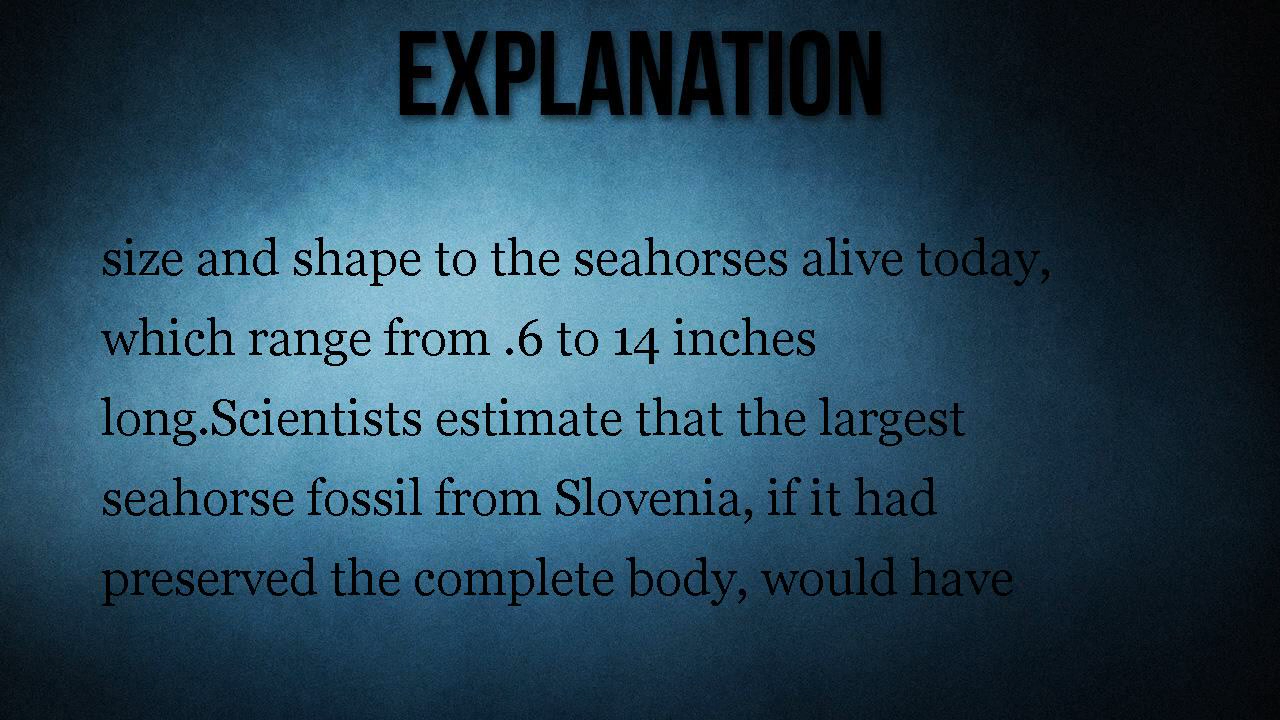 EXPLANATION
size and shape to the seahorses alive today,
which range from .6 to 14 inches
long.Scientists estimate that the largest
seahorse fossil from Slovenia, if it had
preserved the complete body, would have